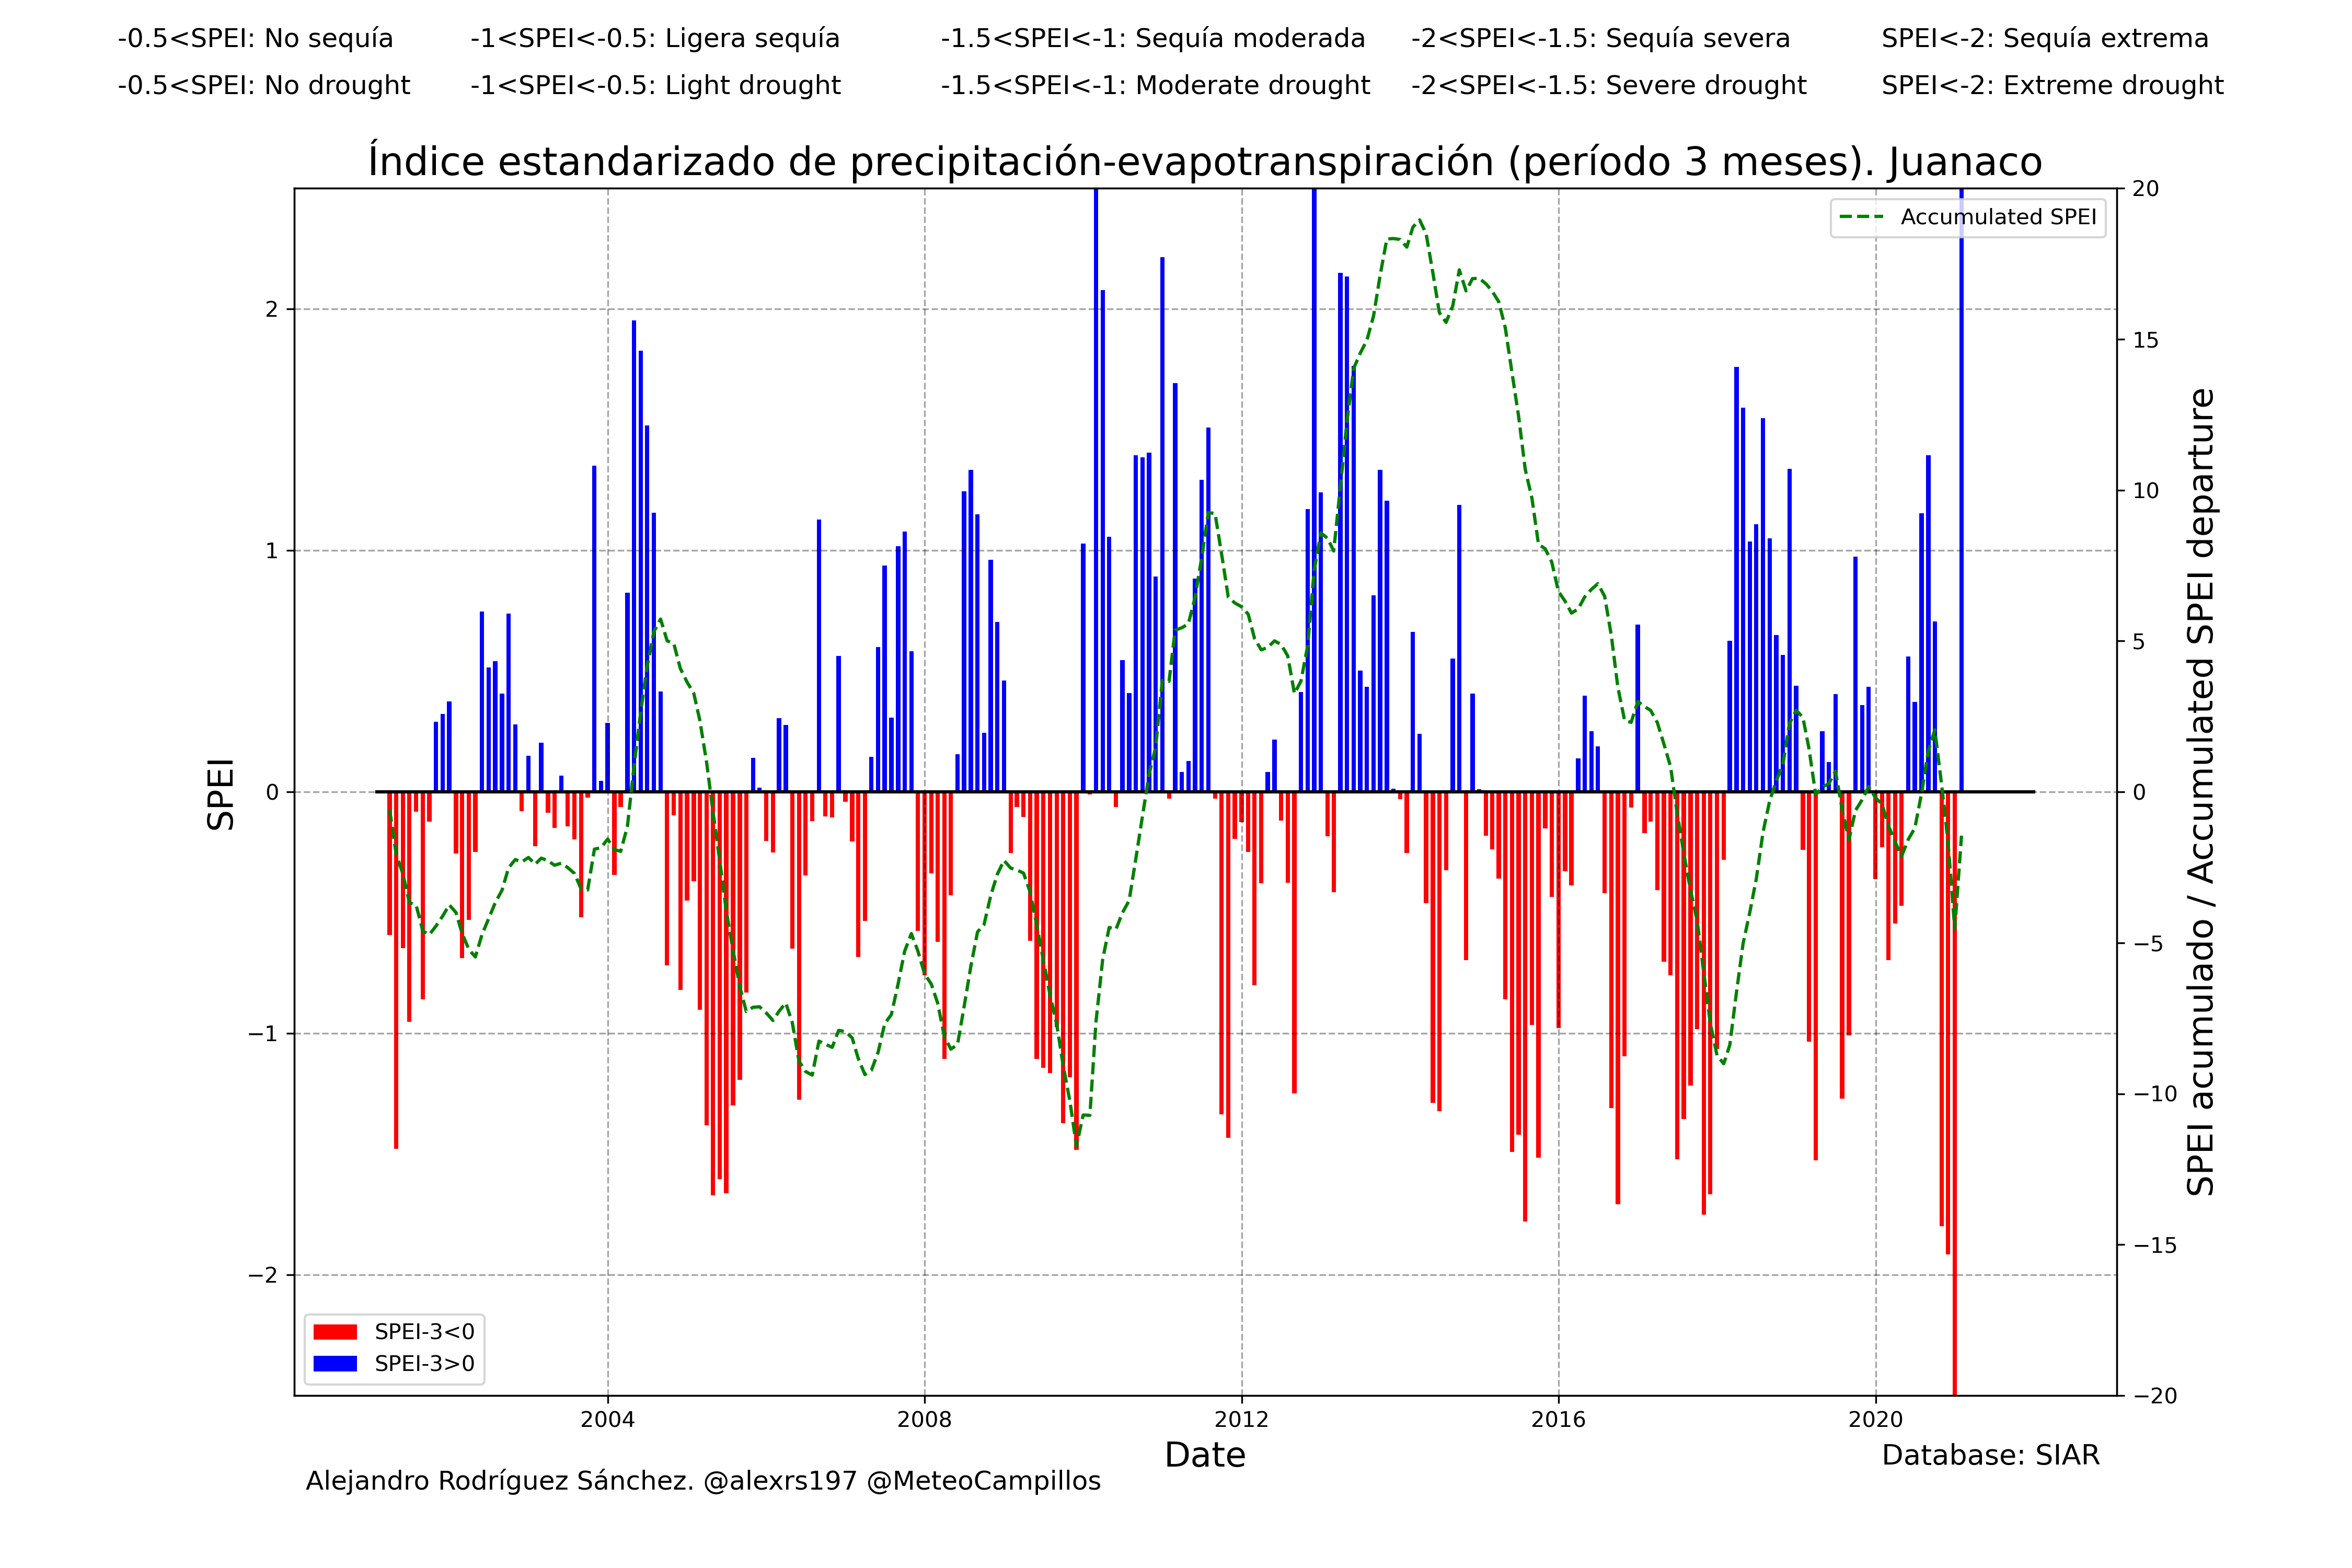 -0.5<SPEI: No sequía
-1<SPEI<-0.5: Ligera sequía
-1.5<SPEI<-1: Sequía moderada
-2<SPEI<-1.5: Sequía severa
SPEI<-2: Sequía extrema
-0.5<SPEI: No drought
-1<SPEI<-0.5: Light drought
-1.5<SPEI<-1: Moderate drought
-2<SPEI<-1.5: Severe drought
SPEI<-2: Extreme drought
Índice estandarizado de precipitación-evapotranspiración (período 3 meses). Juanaco
Accumulated SPEI
SPEI
2
1
0
−1
−2
20
15
10
5
0
−5
−10
−15
−20
SPEI acumulado / Accumulated SPEI departure
SPEI-3<0
SPEI-3>0
2004
2008
2012
2016
2020
Date
Database: SIAR
Alejandro Rodríguez Sánchez. @alexrs197 @MeteoCampillos